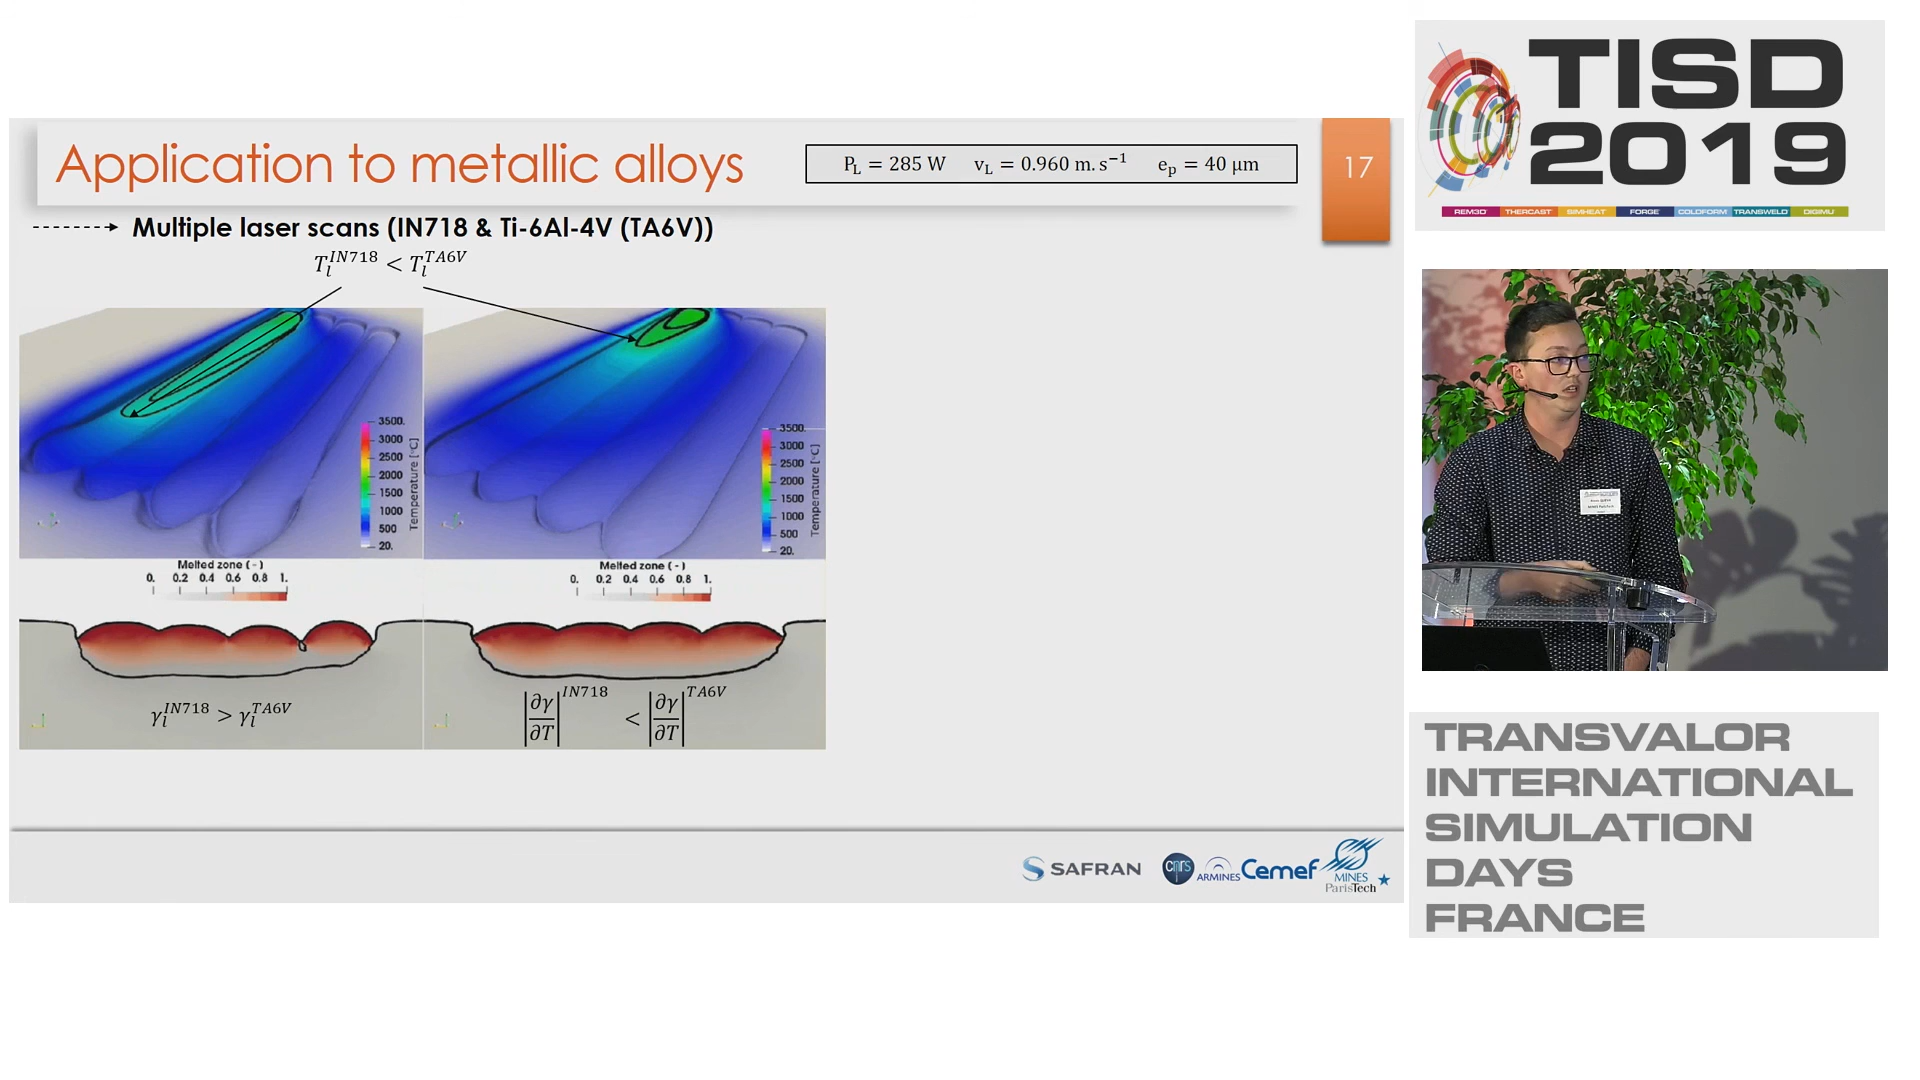 Application to metallic alloys
P_L = 285 W v_L = 0.960 m.s⁻¹ e_p = 40 µm
17
Multiple laser scans (IN718 & Ti-6Al-4V (TA6V))
T_l^IN718 < T_l^TA6V
3500.
3000
2500
2000
1500
1000
500
20.
Temperature [°C]
3500.
3000
2500
2000
1500
1000
500
20.
Temperature [°C]
Melted zone (-)
0. 0.2 0.4 0.6 0.8 1.
Melted zone (-)
0. 0.2 0.4 0.6 0.8 1.
γ_l^IN718 > γ_l^TA6V
|∂γ/∂T|^IN718 < |∂γ/∂T|^TA6V
SAFRAN
cnrs
ARMINES
Cemef
MINES
ParisTech
TISD
2019
REM3D THERCAST SIMHEAT FORGE COLDFORM TRANSWELD DIGIMU
TRANSVALOR
INTERNATIONAL
SIMULATION
DAYS
FRANCE